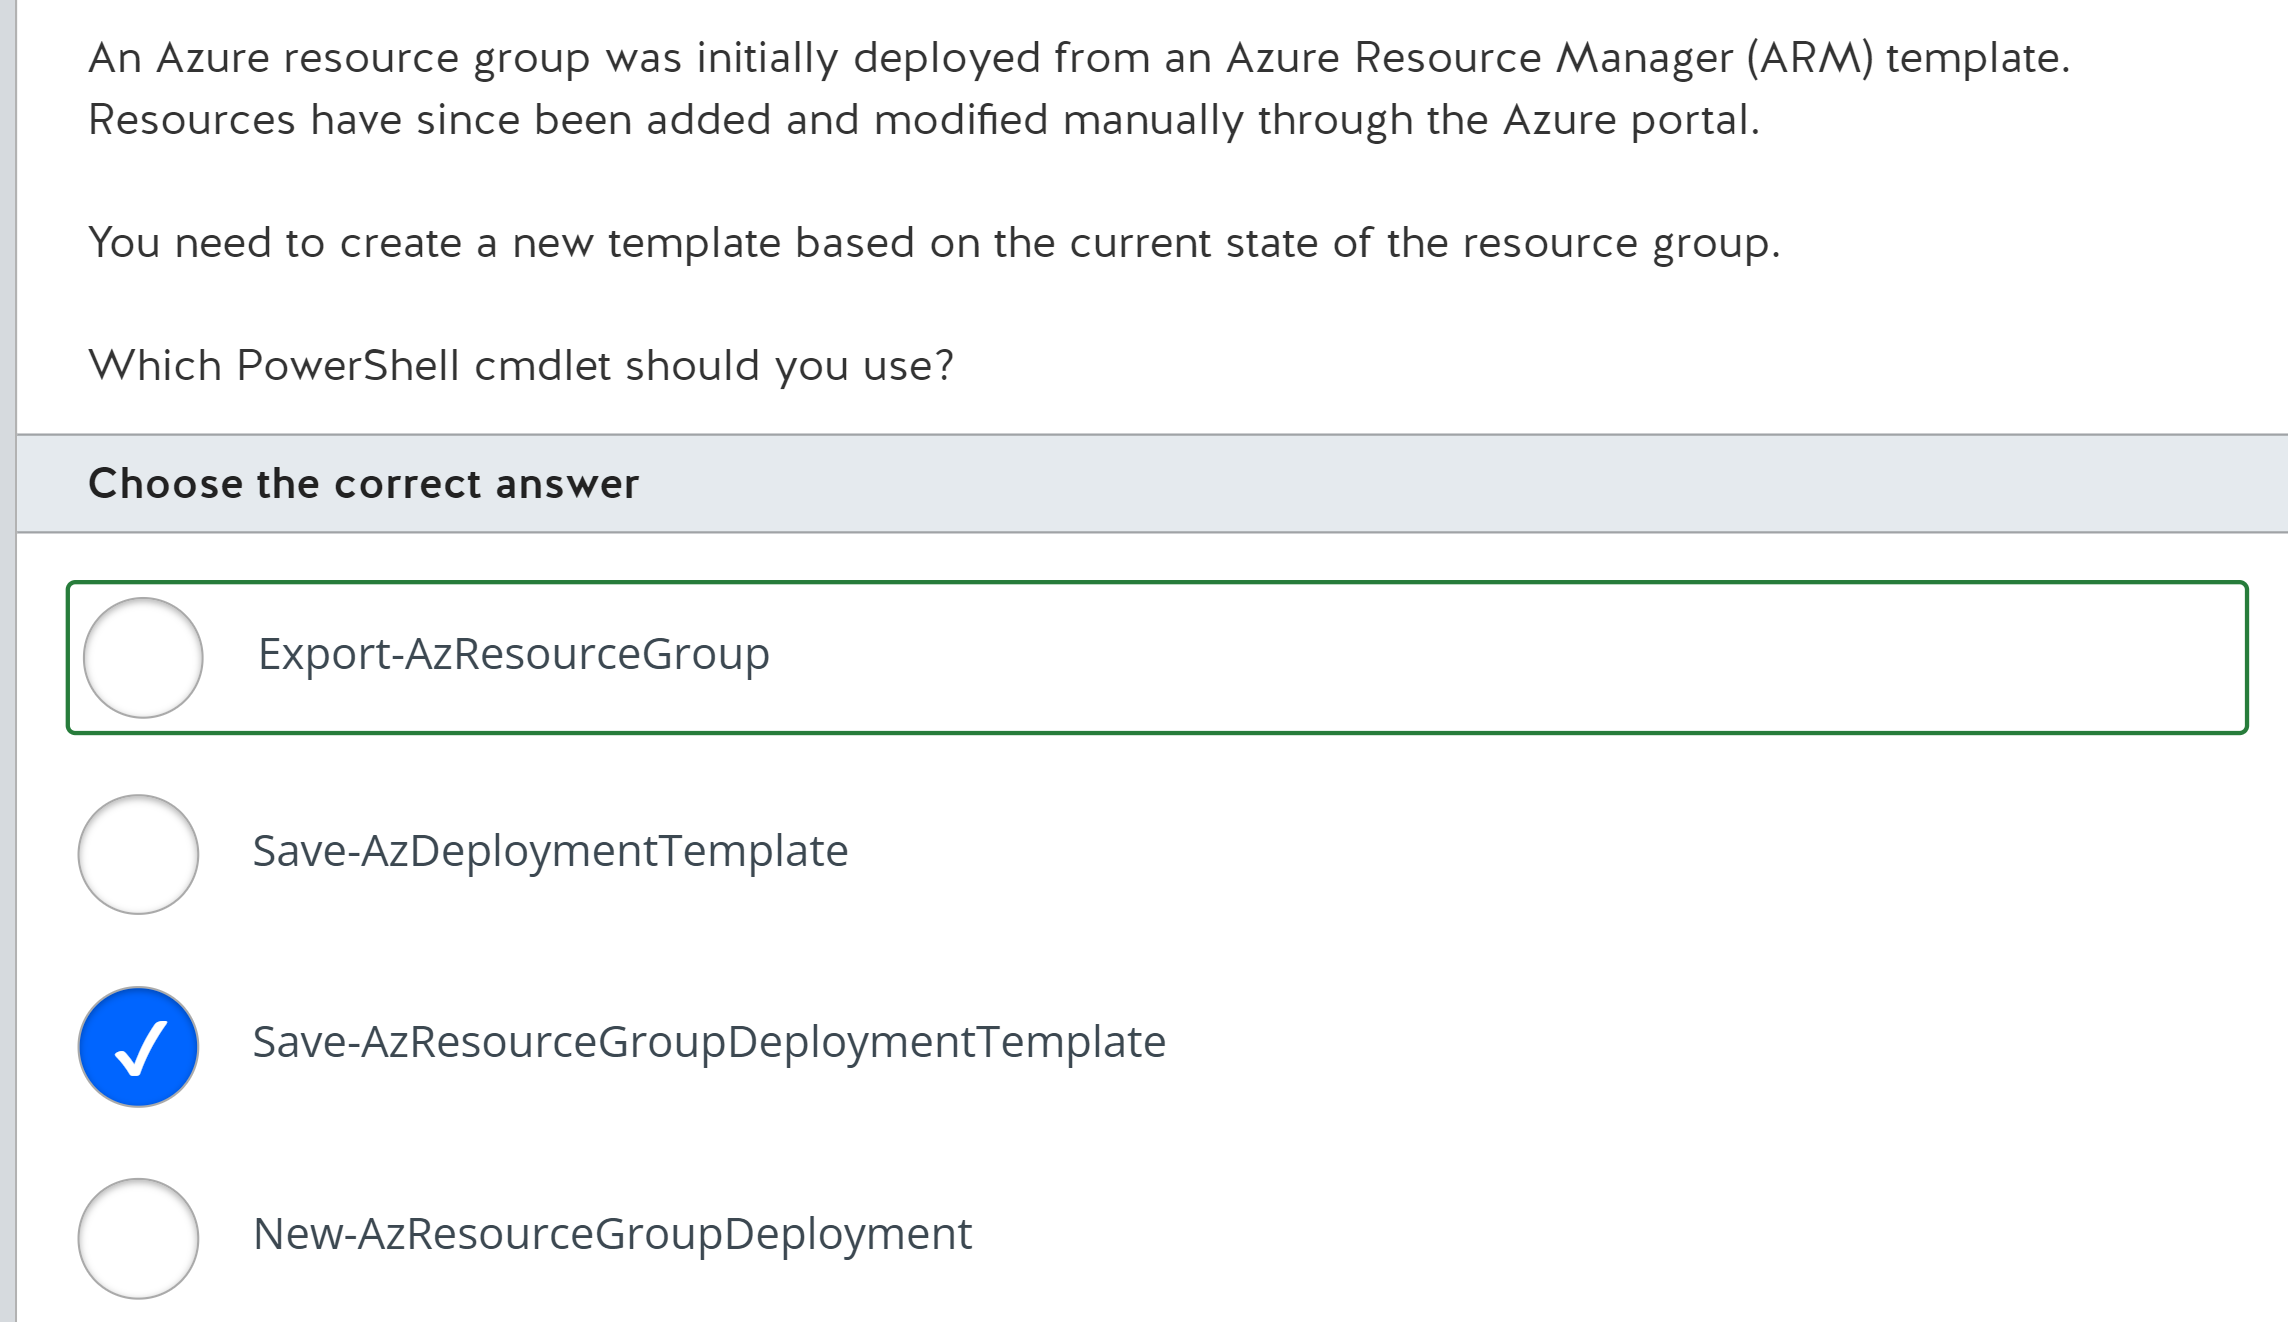 An Azure resource group was initially deployed from an Azure Resource Manager (ARM) template.
Resources have since been added and modified manually through the Azure portal.
You need to create a new template based on the current state of the resource group.
Which PowerShell cmdlet should you use?
Choose the correct answer
Export-AzResourceGroup
Save-AzDeploymentTemplate
Save-AzResourceGroupDeploymentTemplate
New-AzResourceGroupDeployment